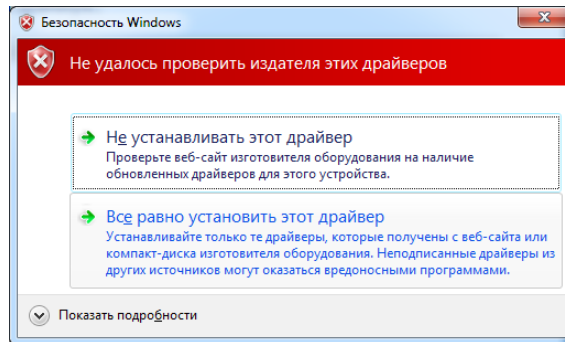 Безопасность Windows
Не удалось проверить издателя этих драйверов
Не устанавливать этот драйвер
Проверьте веб-сайт изготовителя оборудования на наличие
обновленных драйверов для этого устройства.
Все равно установить этот драйвер
Устанавливайте только те драйверы, которые получены с веб-сайта или
компакт-диска изготовителя оборудования. Неподписанные драйверы из
других источников могут оказаться вредоносными программами.
Показать подробности